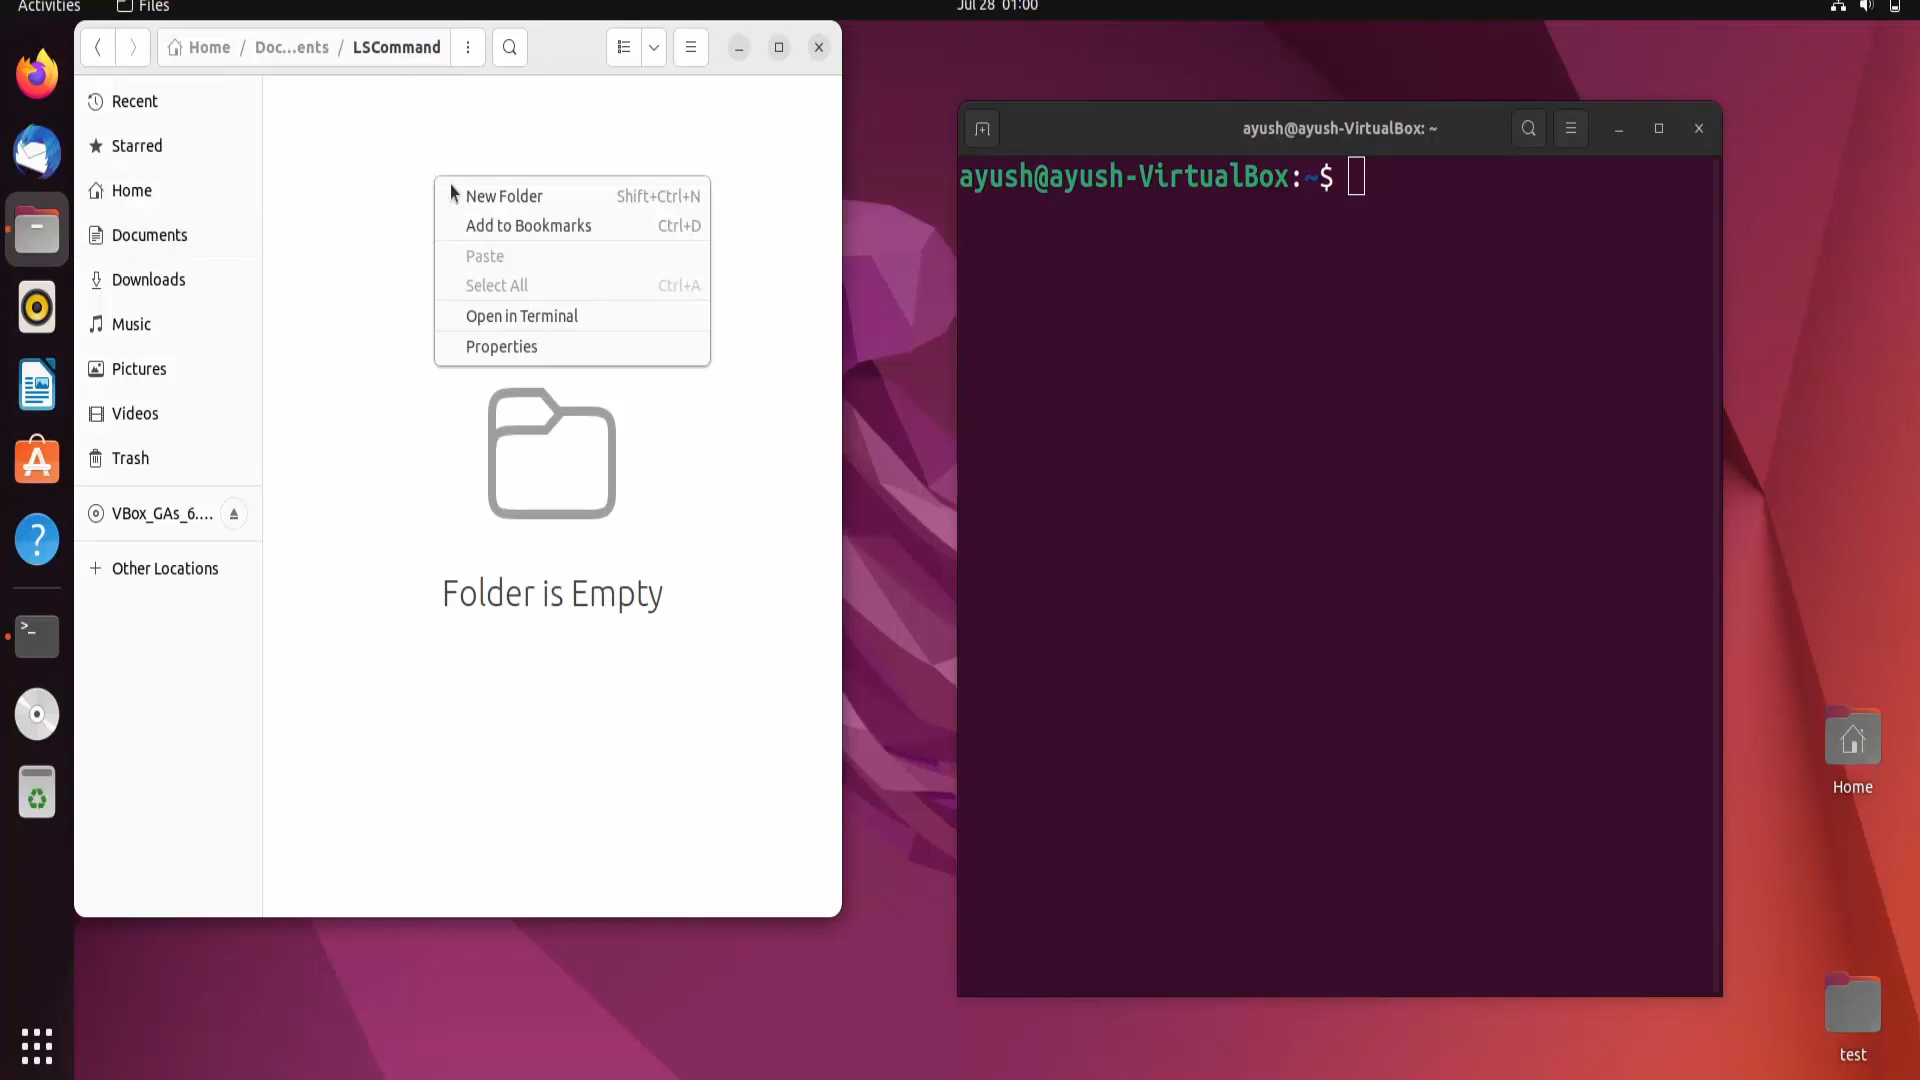 Activities
Files
Jul 28 01:00
Home / Doc...ents / LSCommand
Recent
Starred
Home
Documents
Downloads
Music
Pictures
Videos
Trash
VBox_GAs_6....
Other Locations
New Folder Shift+Ctrl+N
Add to Bookmarks Ctrl+D
Paste
Select All Ctrl+A
Open in Terminal
Properties
Folder is Empty
ayush@ayush-VirtualBox: ~
ayush@ayush-VirtualBox:~$
Home
test